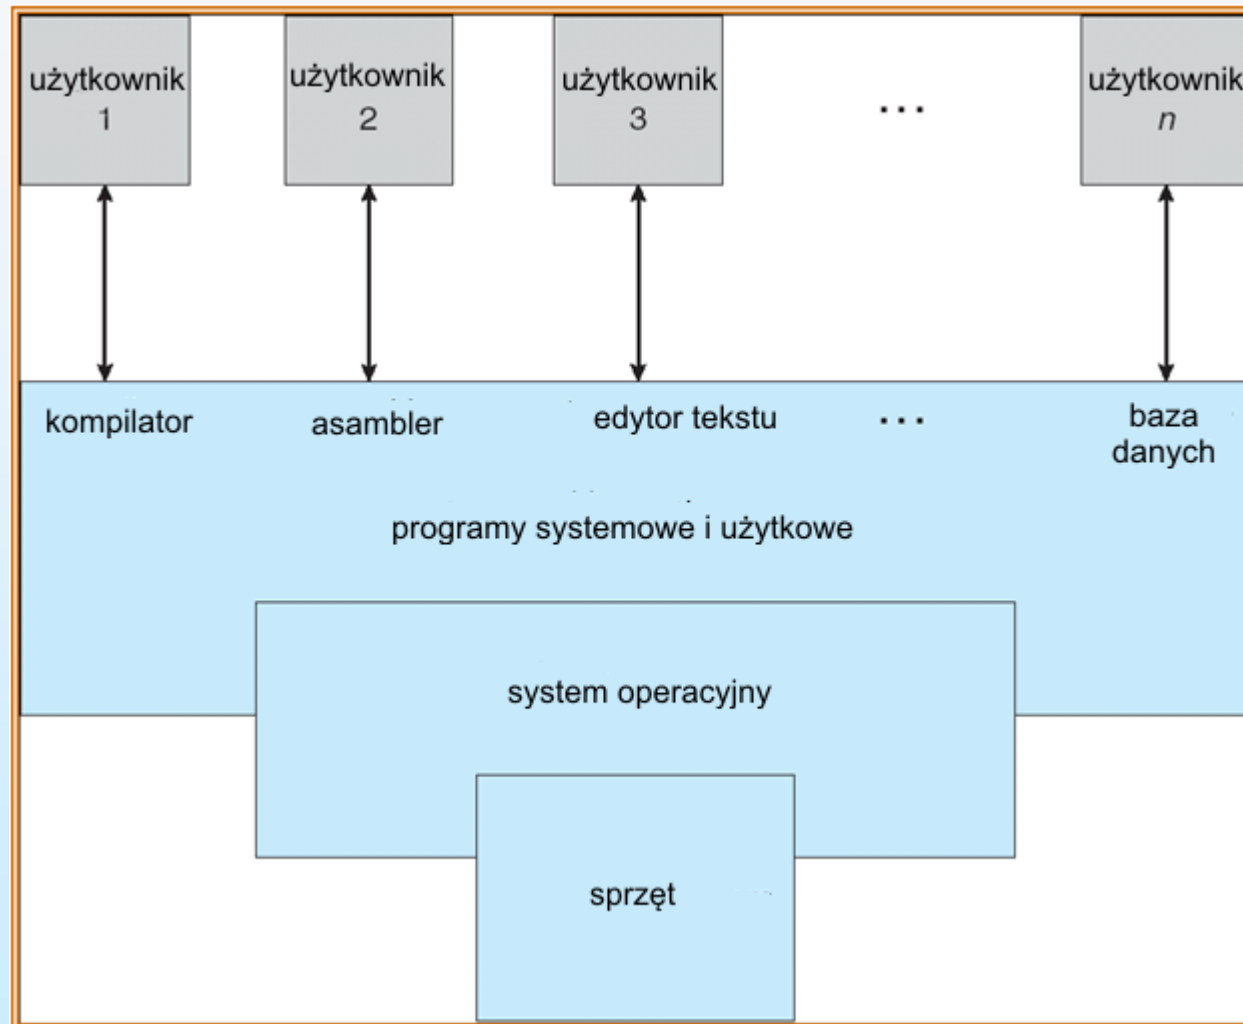 użytkownik
1
użytkownik
2
użytkownik
3
...
użytkownik
n
kompilator
asambler
edytor tekstu
...
baza
danych
programy systemowe i użytkowe
system operacyjny
sprzęt